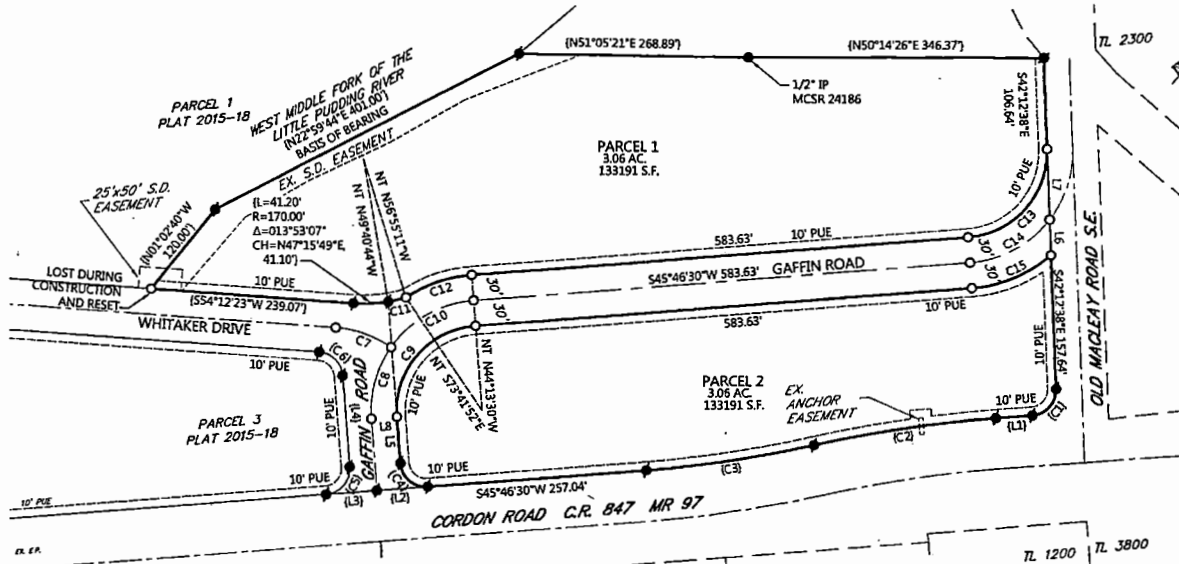 {N51°05'21"E 268.89'}
{N50°14'26"E 346.37'}
TL 2300
1/2" IP
MCSR 24186
PARCEL 1
PLAT 2015-18
WEST MIDDLE FORK OF THE
LITTLE PUDDING RIVER
{N22°59'44"E 401.00'}
BASIS OF BEARING
EX. S.D. EASEMENT
S42°12'38"E
106.64'
PARCEL 1
3.06 AC.
133191 S.F.
25'x50' S.D.
EASEMENT
{N01°02'40"W
120.00'}
{L=41.20'
R=170.00'
Δ=013°53'07"
CH=N47°15'49"E,
41.10'}
NT N49°40'44"W
NT N56°55'11"W
10' PUE
L7
C13
C14
L6
583.63'
10' PUE
30'
30'
C15
S45°46'30"W 583.63'
GAFFIN ROAD
LOST DURING
CONSTRUCTION
AND RESET
10' PUE
(S54°12'23"W 239.07')
C11
C12
C10
30'
30'
WHITAKER DRIVE
C7
C8
C9
583.63'
10' PUE
OLD MACLEAY ROAD S.E.
S42°12'38"E 157.64'
10' PUE
10' PUE
{C6}
10' PUE
NT S73°41'52"E
NT N44°13'30"W
PARCEL 2
3.06 AC.
133191 S.F.
EX.
ANCHOR
EASEMENT
10' PUE
{C1}
{L1}
{C2}
PARCEL 3
PLAT 2015-18
10' PUE
{L4}
GAFFIN ROAD
L8
L5
10' PUE
{C5}
{C4}
10' PUE
{C3}
{L3}
{L2}
S45°46'30"W 257.04'
10' PUE
CORDON ROAD C.R. 847 MR 97
EX. E.P.
TL 1200
TL 3800